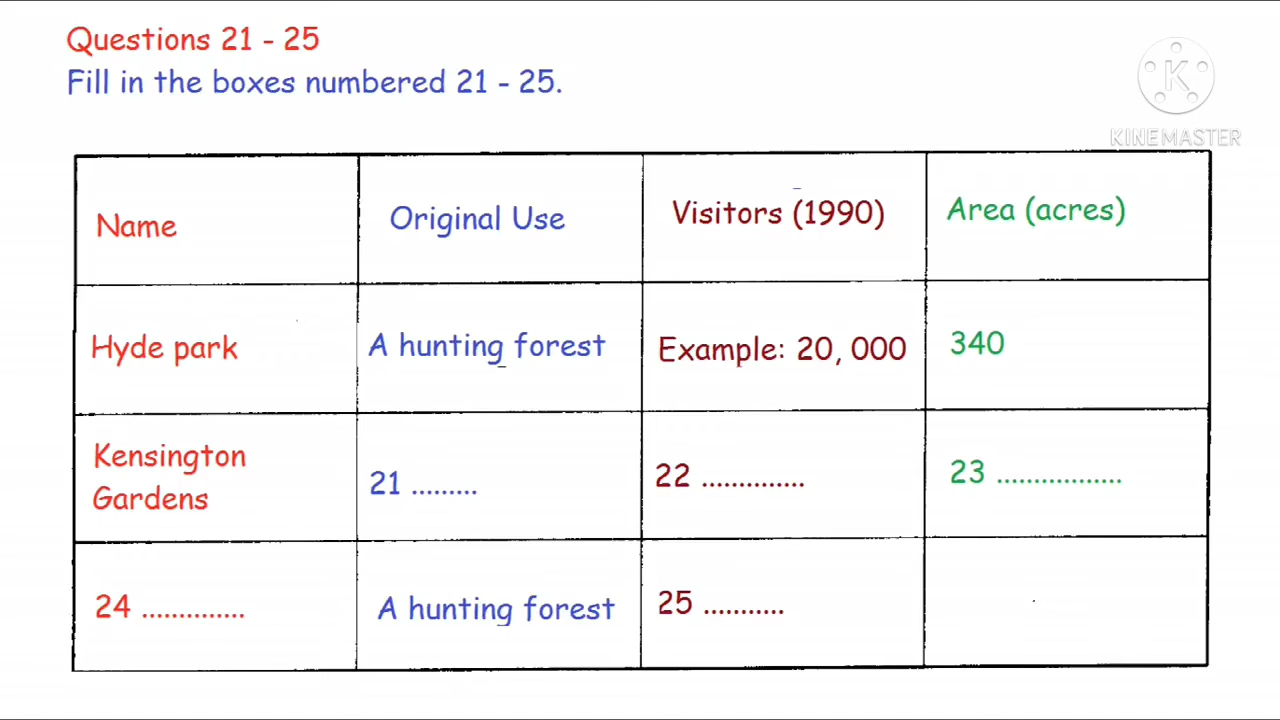 Questions 21 - 25
Fill in the boxes numbered 21 - 25.
K
KINEMASTER
Name
Original Use
Visitors (1990)
Area (acres)
Hyde park
A hunting forest
Example: 20, 000
340
Kensington
Gardens
21 .........
22 ..............
23 .................
24 ..............
A hunting forest
25 ...........